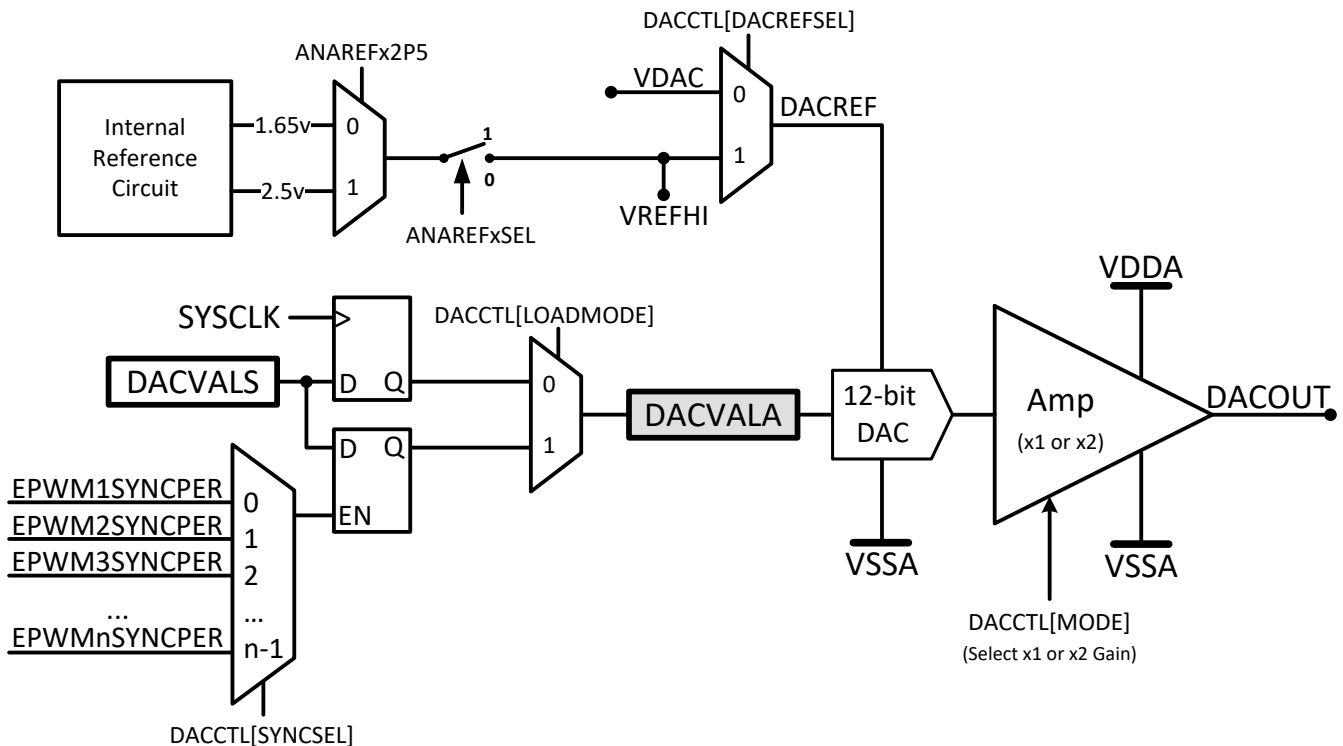 DACCTL[DACREFSEL]
ANAREFx2P5
VDAC
0
DACREF
Internal
Reference
Circuit
1.65v
0
1
1
2.5v
1
0
VREFHI
ANAREFxSEL
VDDA
SYSCLK
>
DACCTL[LOADMODE]
DACVALS
D
Q
0
DACVALA
12-bit
DAC
Amp
(x1 or x2)
DACOUT
D
Q
1
EPWM1SYNCPER
0
EN
EPWM2SYNCPER
1
EPWM3SYNCPER
2
VSSA
VSSA
...
...
EPWMnSYNCPER
n-1
DACCTL[MODE]
(Select x1 or x2 Gain)
DACCTL[SYNCSEL]